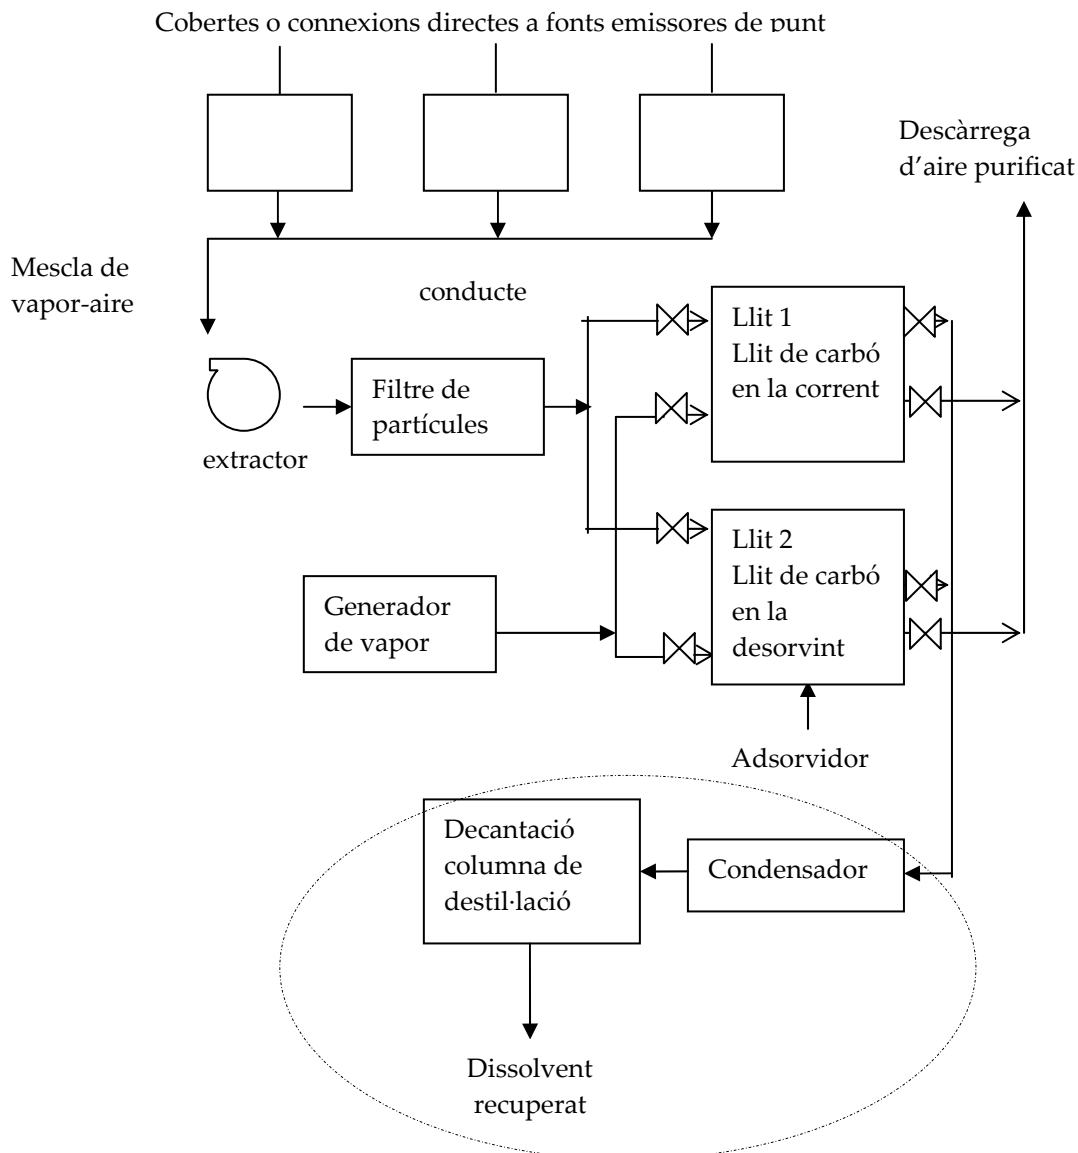 Cobertes o connexions directes a fonts emissores de punt
Descàrrega
d'aire purificat
Mescla de
vapor-aire
conducte
Llit 1
Llit de carbó
en la corrent
Filtre de
partícules
extractor
Llit 2
Llit de carbó
en la
desorvint
Generador
de vapor
Adsorvidor
Decantació
columna de
destil·lació
Condensador
Dissolvent
recuperat